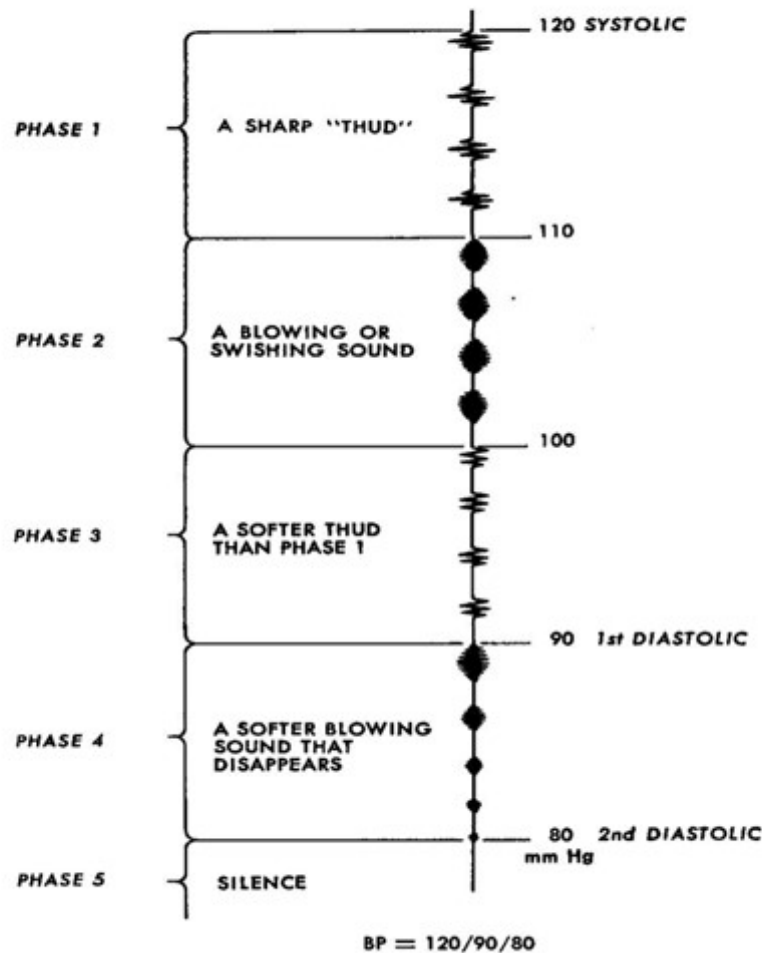 120 SYSTOLIC
PHASE 1
A SHARP "THUD"
110
PHASE 2
A BLOWING OR
SWISHING SOUND
100
PHASE 3
A SOFTER THUD
THAN PHASE 1
90 1st DIASTOLIC
PHASE 4
A SOFTER BLOWING
SOUND THAT
DISAPPEARS
80 2nd DIASTOLIC
mm Hg
PHASE 5
SILENCE
BP = 120/90/80